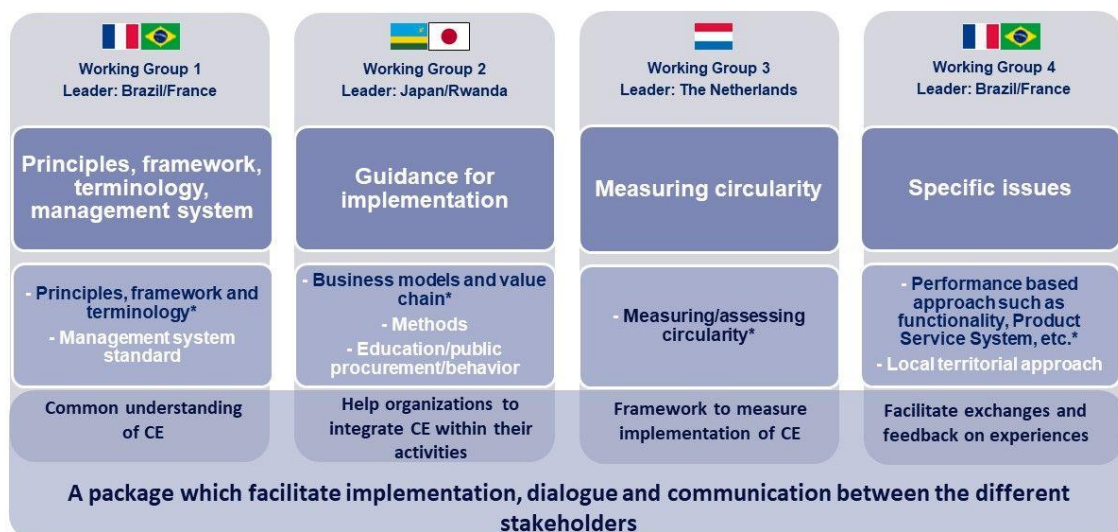 Working Group 1
Leader: Brazil/France
Principles, framework,
terminology,
management system
- Principles, framework and
terminology*
- Management system
standard
Common understanding
of CE
Working Group 2
Leader: Japan/Rwanda
Guidance for
implementation
- Business models and value
chain*
- Methods
- Education/public
procurement/behavior
Help organizations to
integrate CE within their
activities
Working Group 3
Leader: The Netherlands
Measuring circularity
- Measuring/assessing
circularity*
Framework to measure
implementation of CE
Working Group 4
Leader: Brazil/France
Specific issues
- Performance based
approach such as
functionality, Product
Service System, etc.*
- Local territorial approach
Facilitate exchanges and
feedback on experiences
A package which facilitate implementation, dialogue and communication between the different
stakeholders